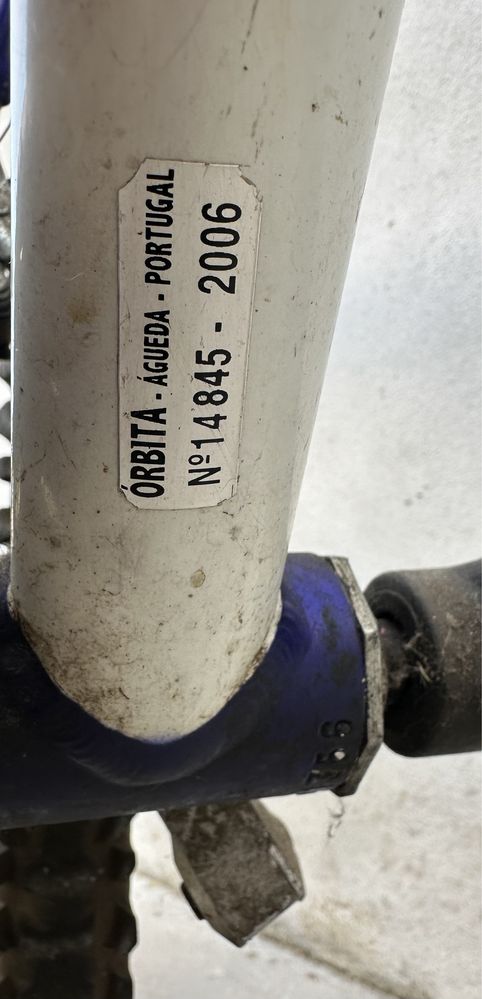 ÓRBITA - ÁGUEDA - PORTUGAL
Nº14845 - 2006